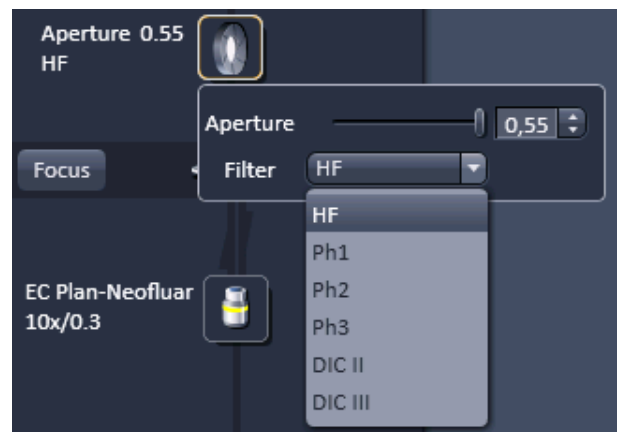 Aperture 0.55
HF
Aperture 0,55
Focus
Filter HF
HF
Ph1
Ph2
EC Plan-Neofluar
10x/0.3
Ph3
DIC II
DIC III